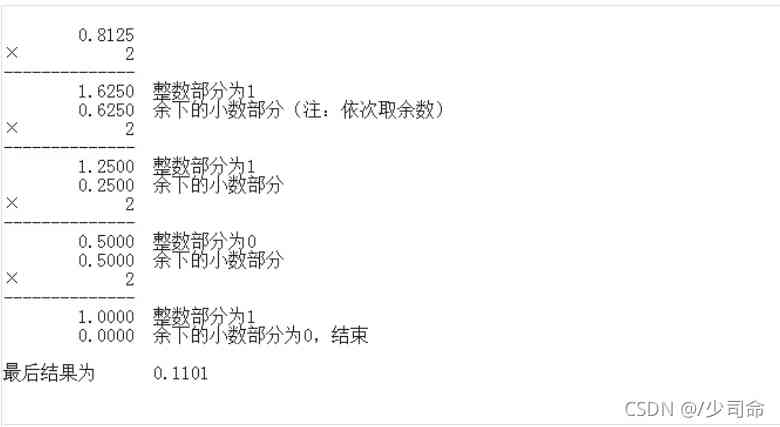 0.8125
× 2
---------------
1.6250 整数部分为1
0.6250 余下的小数部分（注：依次取余数）
× 2
---------------
1.2500 整数部分为1
0.2500 余下的小数部分
× 2
---------------
0.5000 整数部分为0
0.5000 余下的小数部分
× 2
---------------
1.0000 整数部分为1
0.0000 余下的小数部分为0，结束
最后结果为 0.1101
CSDN @/少司命